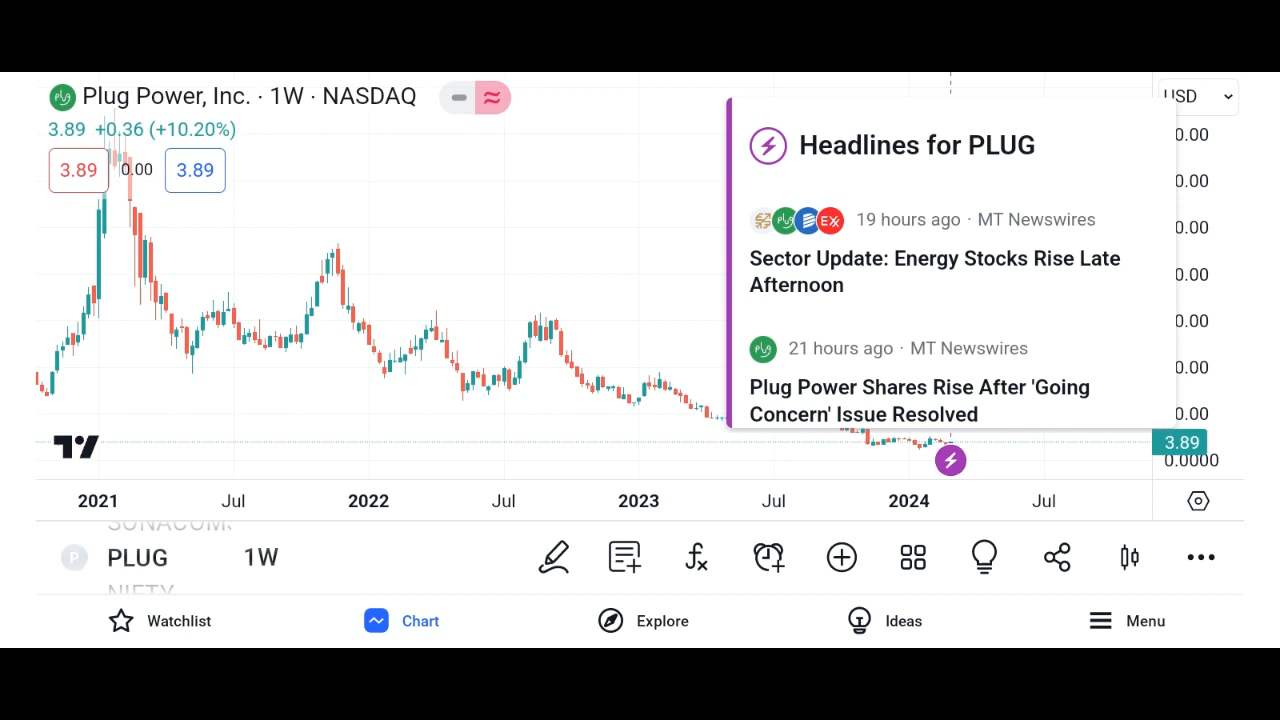 Plug Power, Inc. · 1W · NASDAQ
3.89 +0.36 (+10.20%)
3.89 0.00 3.89
USD
Headlines for PLUG
19 hours ago · MT Newswires
Sector Update: Energy Stocks Rise Late
Afternoon
21 hours ago · MT Newswires
Plug Power Shares Rise After 'Going
Concern' Issue Resolved
0.00
0.00
0.00
0.00
0.00
0.00
0.00
3.89
0.0000
2021 Jul 2022 Jul 2023 Jul 2024 Jul
P PLUG 1W
NIFTY
Watchlist Chart Explore Ideas Menu